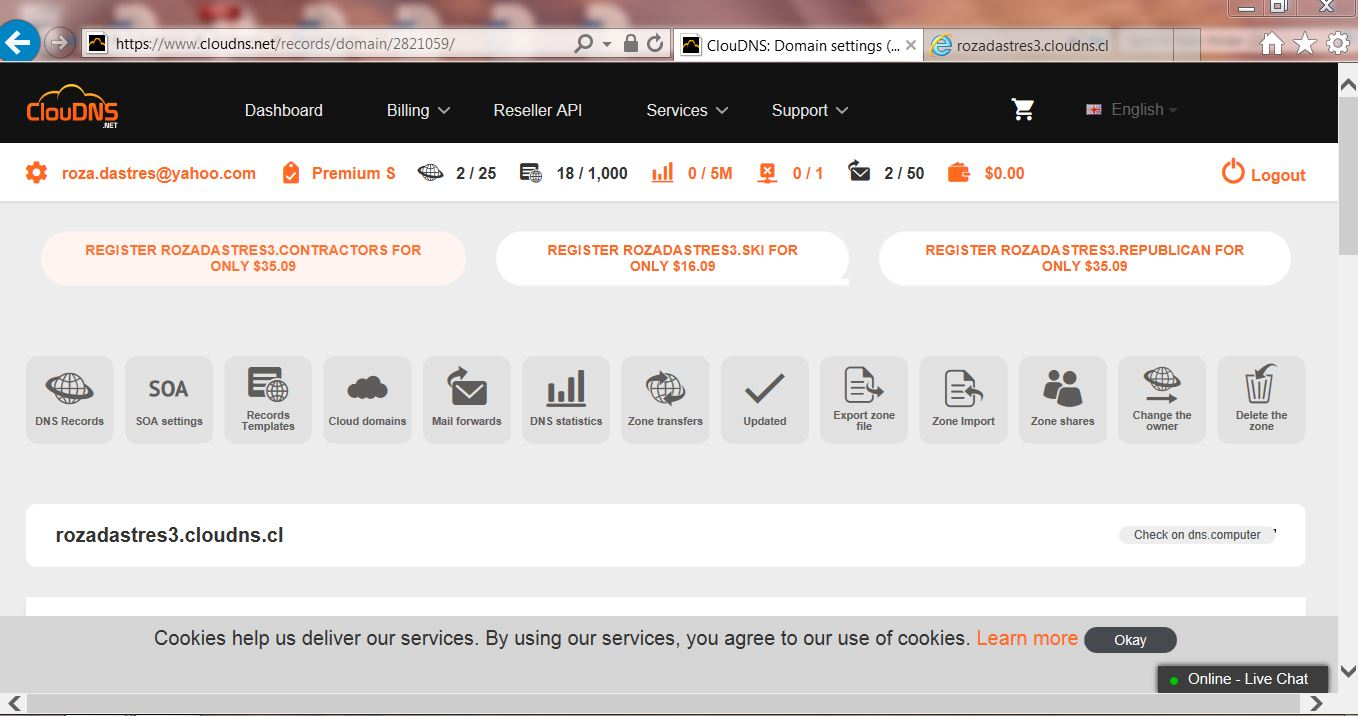 https://www.cloudns.net/records/domain/2821059/
ClouDNS: Domain settings (...
rozadastres3.cloudns.cl
ClouDNS
.NET
Dashboard
Billing
Reseller API
Services
Support
English
roza.dastres@yahoo.com
Premium S
2 / 25
18 / 1,000
0 / 5M
0 / 1
2 / 50
$0.00
Logout
REGISTER ROZADASTRES3.CONTRACTORS FOR
ONLY $35.09
REGISTER ROZADASTRES3.SKI FOR
ONLY $16.09
REGISTER ROZADASTRES3.REPUBLICAN FOR
ONLY $35.09
DNS Records
SOA
SOA settings
Records
Templates
Cloud domains
Mail forwards
DNS statistics
Zone transfers
Updated
Export zone
file
Zone Import
Zone shares
Change the
owner
Delete the
zone
rozadastres3.cloudns.cl
Check on dns.computer
Cookies help us deliver our services. By using our services, you agree to our use of cookies. Learn more
Okay
Online - Live Chat